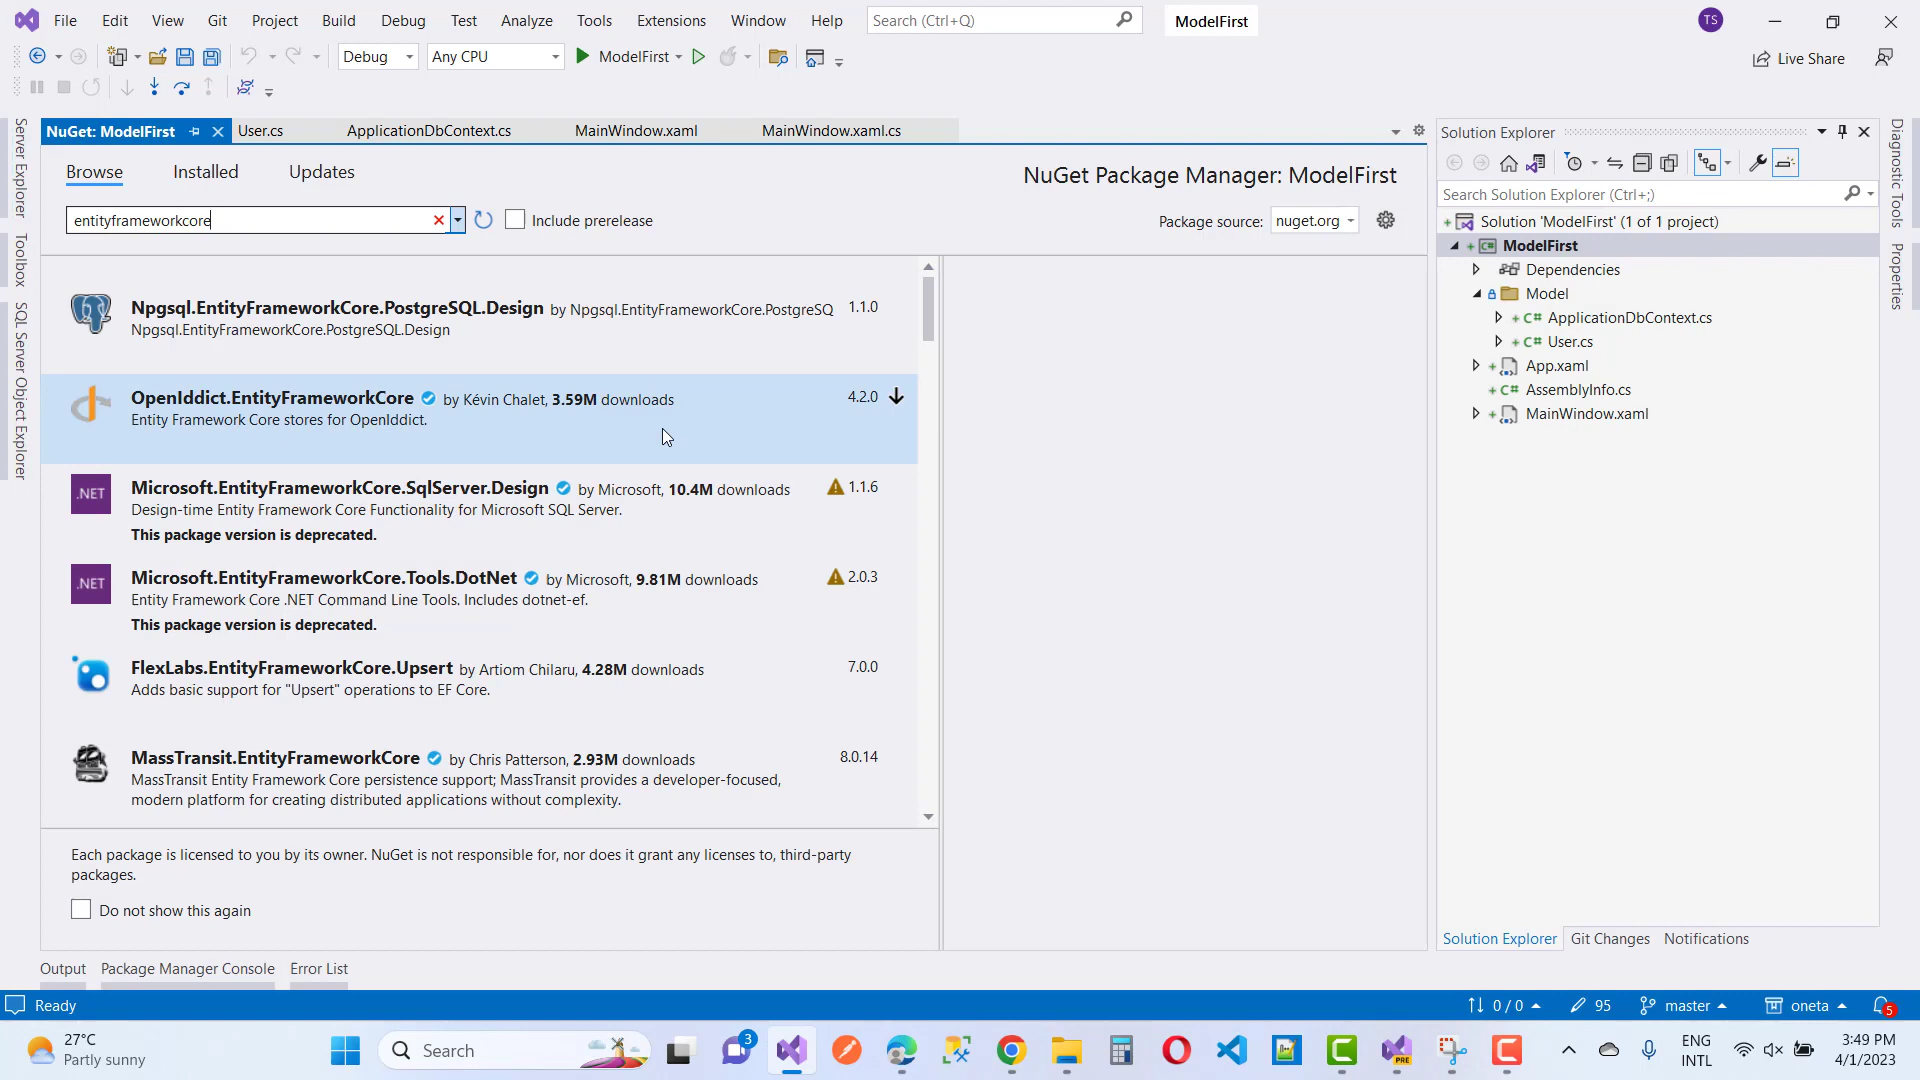 File Edit View Git Project Build Debug Test Analyze Tools Extensions Window Help Search (Ctrl+Q) ModelFirst TS
Debug Any CPU ModelFirst Live Share
NuGet: ModelFirst User.cs ApplicationDbContext.cs MainWindow.xaml MainWindow.xaml.cs
Server Explorer
Toolbox
SQL Server Object Explorer
Browse Installed Updates NuGet Package Manager: ModelFirst
entityframeworkcore Include prerelease Package source: nuget.org
Npgsql.EntityFrameworkCore.PostgreSQL.Design by Npgsql.EntityFrameworkCore.PostgreSQ 1.1.0
Npgsql.EntityFrameworkCore.PostgreSQL.Design
OpenIddict.EntityFrameworkCore by Kévin Chalet, 3.59M downloads 4.2.0
Entity Framework Core stores for OpenIddict.
.NET Microsoft.EntityFrameworkCore.SqlServer.Design by Microsoft, 10.4M downloads 1.1.6
Design-time Entity Framework Core Functionality for Microsoft SQL Server.
This package version is deprecated.
.NET Microsoft.EntityFrameworkCore.Tools.DotNet by Microsoft, 9.81M downloads 2.0.3
Entity Framework Core .NET Command Line Tools. Includes dotnet-ef.
This package version is deprecated.
FlexLabs.EntityFrameworkCore.Upsert by Artiom Chilaru, 4.28M downloads 7.0.0
Adds basic support for "Upsert" operations to EF Core.
MassTransit.EntityFrameworkCore by Chris Patterson, 2.93M downloads 8.0.14
MassTransit Entity Framework Core persistence support; MassTransit provides a developer-focused,
modern platform for creating distributed applications without complexity.
Each package is licensed to you by its owner. NuGet is not responsible for, nor does it grant any licenses to, third-party
packages.
Do not show this again
Solution Explorer
Search Solution Explorer (Ctrl+;)
Solution 'ModelFirst' (1 of 1 project)
C# ModelFirst
Dependencies
Model
C# ApplicationDbContext.cs
C# User.cs
App.xaml
C# AssemblyInfo.cs
MainWindow.xaml
Solution Explorer Git Changes Notifications
Diagnostic Tools
Properties
Output Package Manager Console Error List
Ready 0 / 0 95 master oneta 5
27°C
Partly sunny
Search 3 PRE
ENG
INTL
3:49 PM
4/1/2023